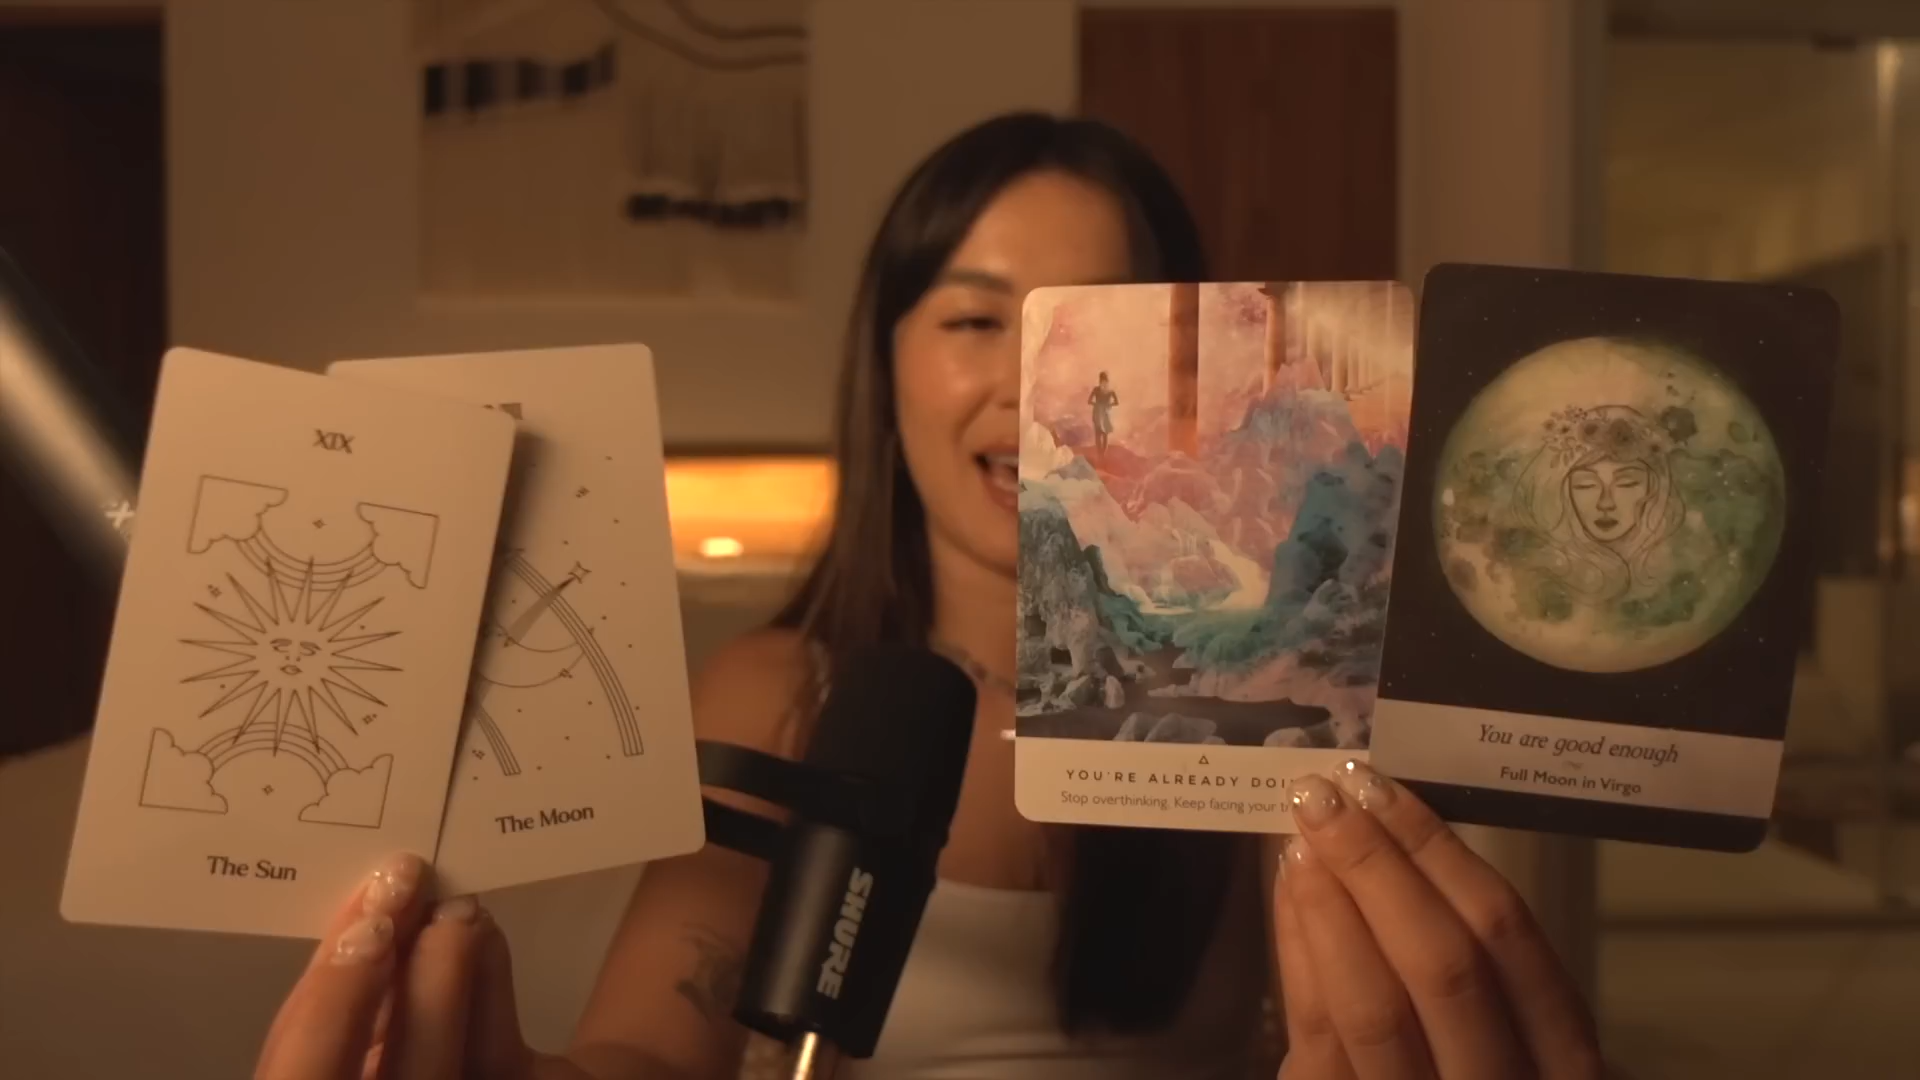 XIX
The Sun
The Moon
SHURE
YOU'RE ALREADY
Stop overthinking. Keep facing your
You are good enough
Full Moon in Virgo